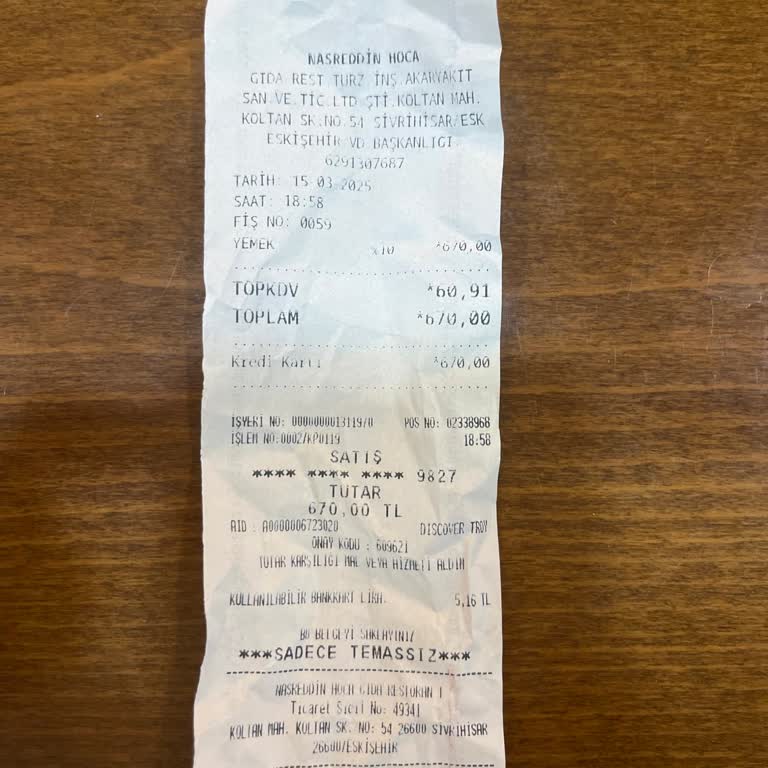 NASREDDİN HOCA
GIDA REST TURZ İNŞ AKARYAKIT
SAN VE TİC LTD ŞTİ KOLTAN MAH.
KOLTAN SK.NO 54 SİVRİHİSAR/ESK
ESKİŞEHİR VD BAŞKANLIGI
6291307687
TARİH: 15-03-2025
SAAT: 18:58
FİŞ NO: 0059
YEMEK x10 *670,00
TOPKDV *60,91
TOPLAM *670,00
Kredi Kartı *670,00
İŞYERİ NO: 000000001311970 POS NO: 02338968
İŞLEM NO:0002/KP0119 18:58
SATIŞ
**** **** **** 9827
TUTAR
670,00 TL
AID : A0000006723020 DISCOVER TROY
ONAY KODU : 609621
TUTAR KARŞILIGI MAL VEYA HİZMETİ ALDIM
KULLANILABİLİR BANKKART LİRA. 5,16 TL
BU BELGEYİ SAKLAYINIZ
***SADECE TEMASSIZ***
NASREDDİN HOCA GIDA RESTORAN I
Ticaret Sicil No: 49341
KOLTAN MAH. KOLTAN SK. NO: 54 26600 SİVRİHİSAR
26600/ESKİŞEHİR